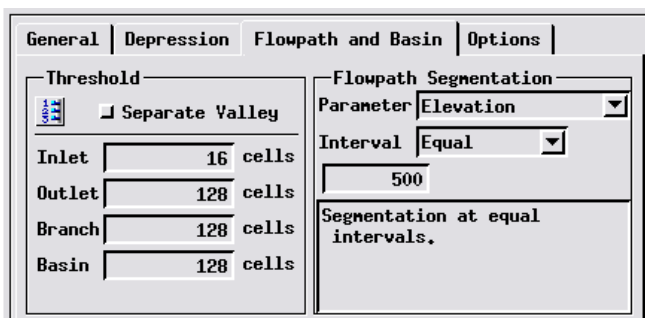 General Depression Flowpath and Basin Options
Threshold
Separate Valley
Inlet 16 cells
Outlet 128 cells
Branch 128 cells
Basin 128 cells
Flowpath Segmentation
Parameter Elevation
Interval Equal
500
Segmentation at equal
intervals.